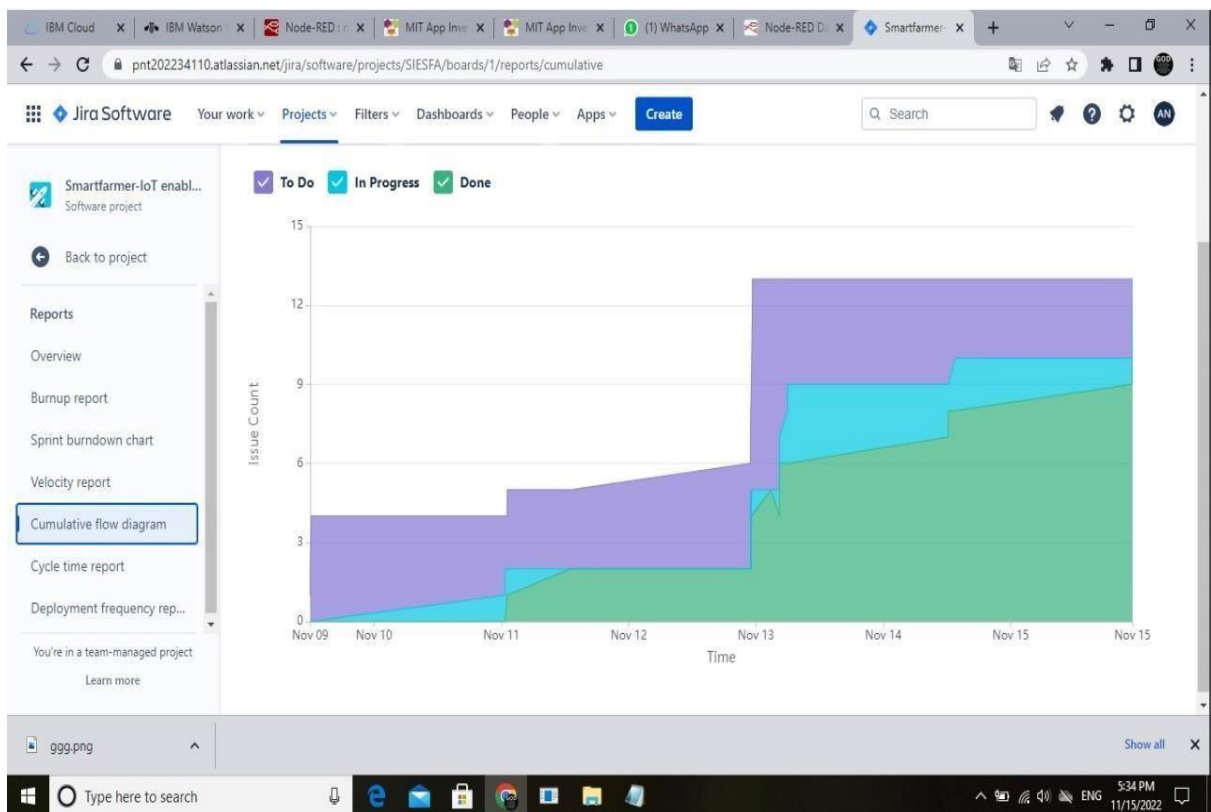 IBM Cloud
IBM Watson
Node-RED : n
MIT App Inve
MIT App Inve
(1) WhatsApp
Node-RED D
Smartfarmer-
pnt202234110.atlassian.net/jira/software/projects/SIESFA/boards/1/reports/cumulative
Jira Software Your work Projects Filters Dashboards People Apps Create Search AN
Smartfarmer-IoT enabl...
Software project
Back to project
Reports
Overview
Burnup report
Sprint burndown chart
Velocity report
Cumulative flow diagram
Cycle time report
Deployment frequency rep...
You're in a team-managed project
Learn more
To Do In Progress Done
15
12
9
6
3
0
Issue Count
Nov 09 Nov 10 Nov 11 Nov 12 Nov 13 Nov 14 Nov 15 Nov 15
Time
ggg.png
Show all
Type here to search
ENG
5:34 PM
11/15/2022